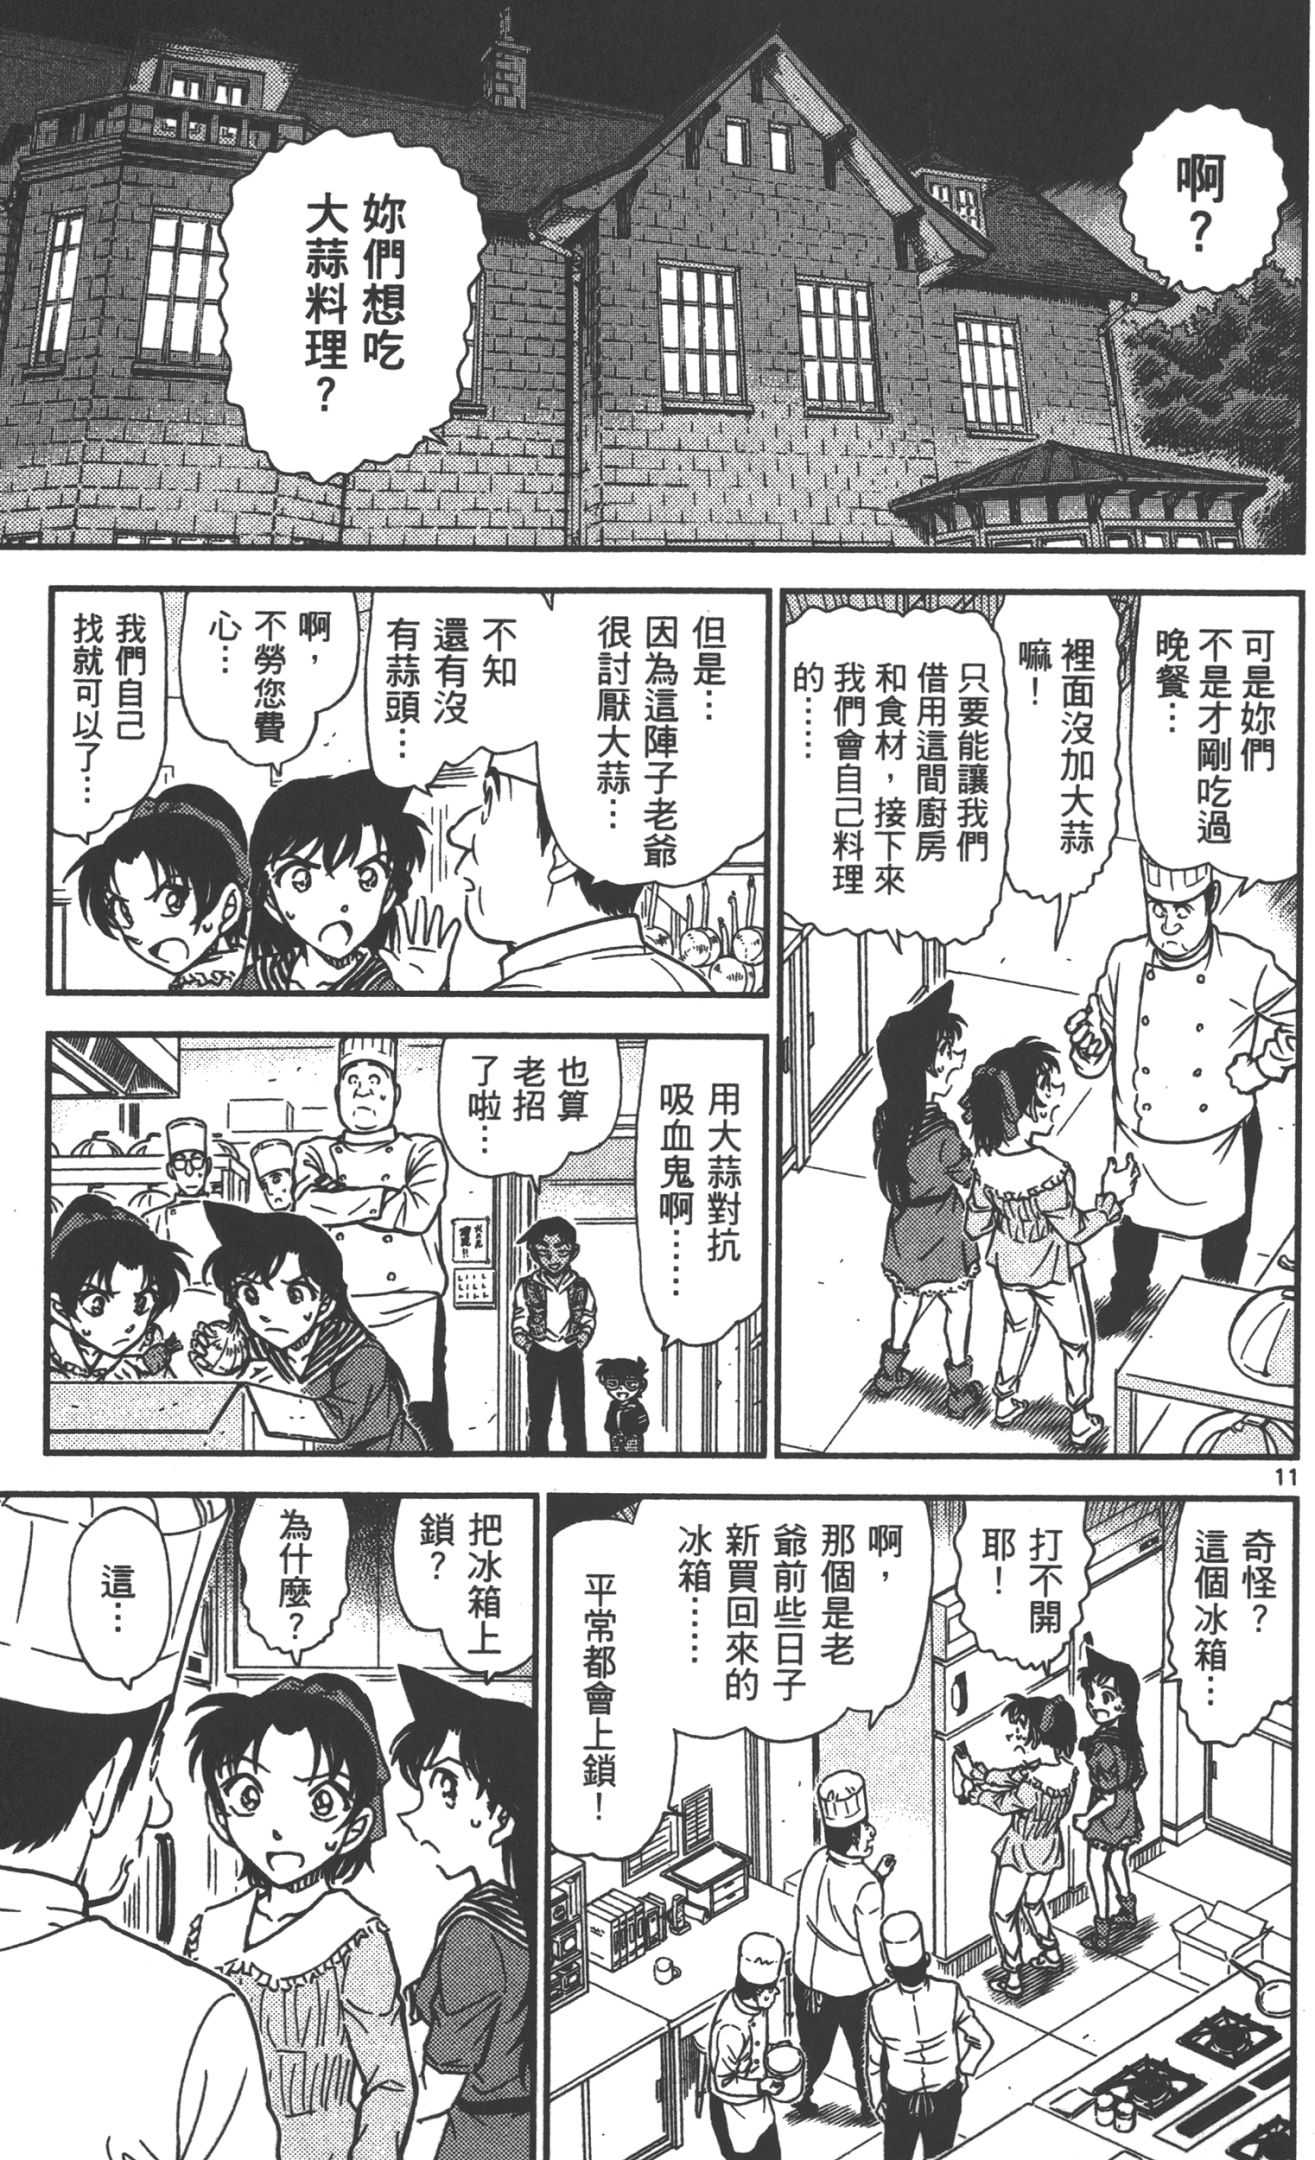 啊？
妳們想吃
大蒜料理？
可是妳們
不是才剛吃過
晚餐…
裡面沒加大蒜
嘛！
只要能讓我們
借用這間廚房
和食材，接下來
我們會自己料理
的……
但是…
因為這陣子老爺
很討厭大蒜…
不知
還有沒
有蒜頭…
啊，
不勞您費
心…
我們自己
找就可以了…
用大蒜對抗
吸血鬼啊……
也算
老招
了啦…
11
奇怪？
這個冰箱…
打不開
耶！
啊，
那個是老
爺前些日子
新買回來的
冰箱……
平常都會上鎖！
把冰箱上
鎖？
為什麼？
這…